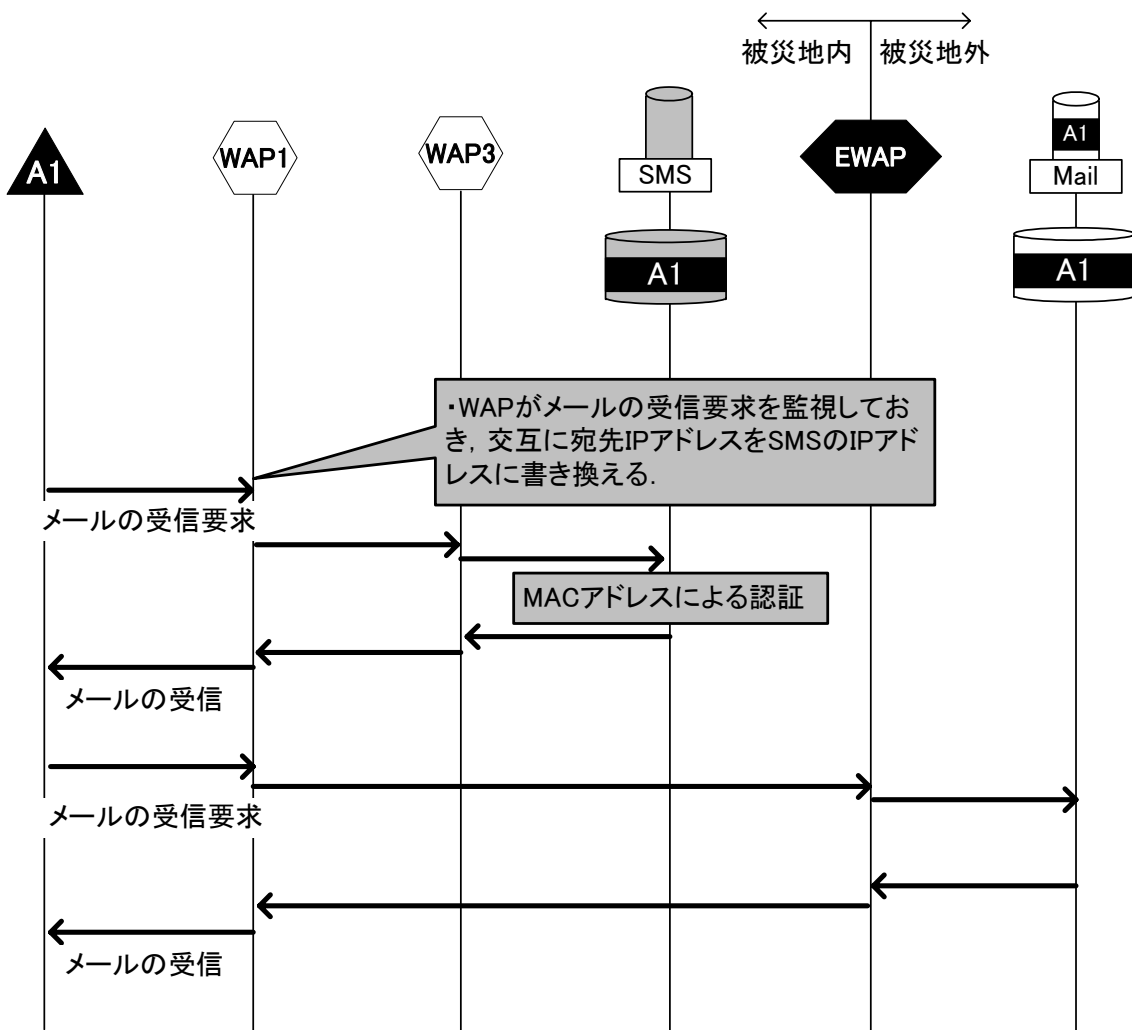 被災地内 被災地外
A1
WAP1
WAP3
SMS
A1
EWAP
A1
Mail
A1
・WAPがメールの受信要求を監視してお
き, 交互に宛先IPアドレスをSMSのIPアド
レスに書き換える.
メールの受信要求
MACアドレスによる認証
メールの受信
メールの受信要求
メールの受信